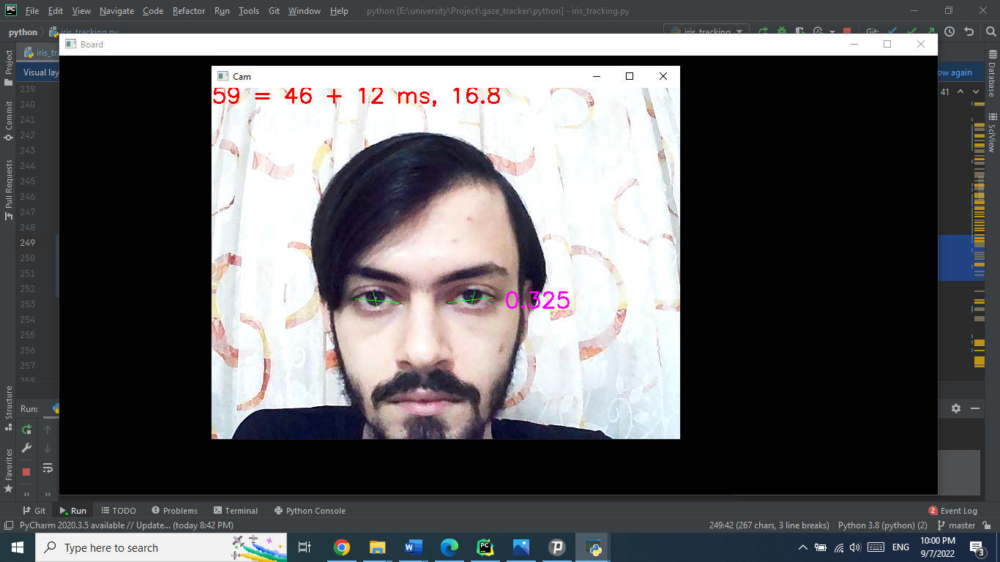 PC File Edit View Navigate Code Refactor Run Tools Git Window Help python [E:\university\Project\gaze_tracker\python] - iris_tracking.py
python iris_tracking.py iris_tracking Git:
Board
iris_tr
Cam
Visual lay
ow again
59 = 46 + 12 ms, 16.8
41
239
240
241
242
243
244
245
246
247
248
249
250
251
252
253
254
255
256
257
258
0.325
Project
Commit
Pull Requests
Structure
Favorites
Database
SciView
Run:
Git Run TODO Problems Terminal Python Console 2 Event Log
PyCharm 2020.3.5 available // Update... (today 8:42 PM) 249:42 (267 chars, 3 line breaks) Python 3.8 (python) (2) master
Type here to search
W
PC
ENG
10:00 PM
9/7/2022
3